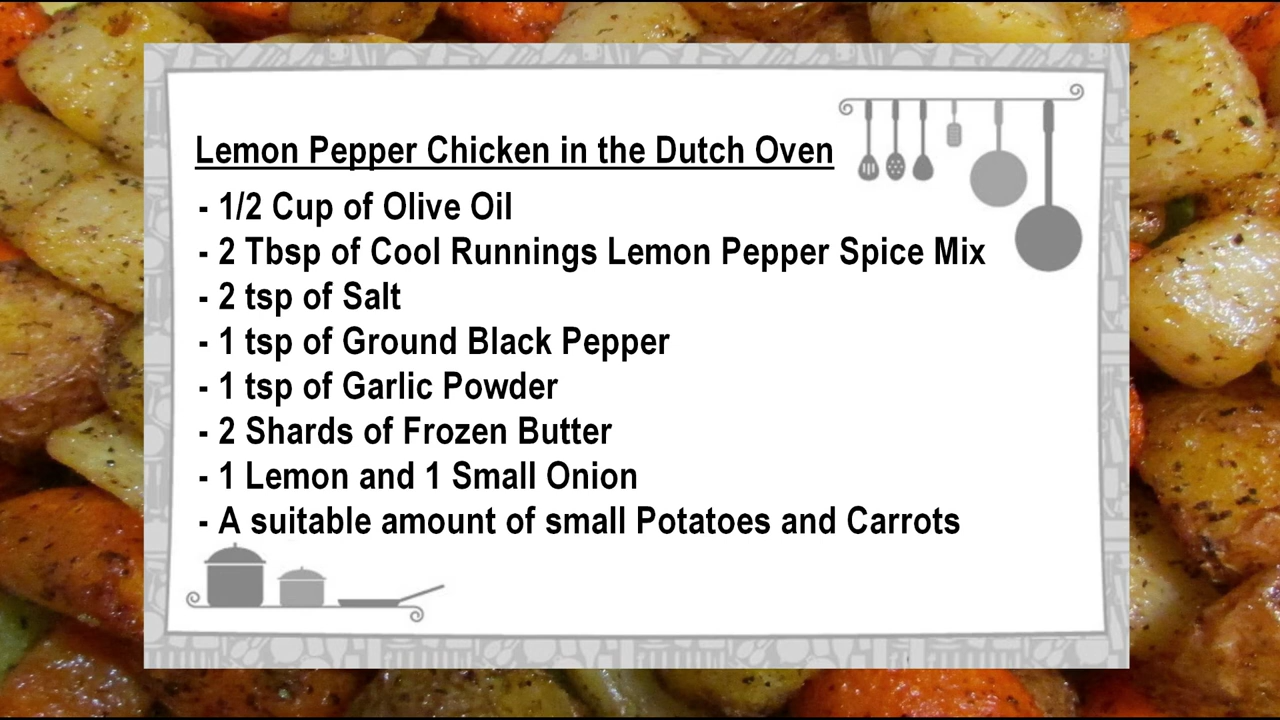 Lemon Pepper Chicken in the Dutch Oven
- 1/2 Cup of Olive Oil
- 2 Tbsp of Cool Runnings Lemon Pepper Spice Mix
- 2 tsp of Salt
- 1 tsp of Ground Black Pepper
- 1 tsp of Garlic Powder
- 2 Shards of Frozen Butter
- 1 Lemon and 1 Small Onion
- A suitable amount of small Potatoes and Carrots